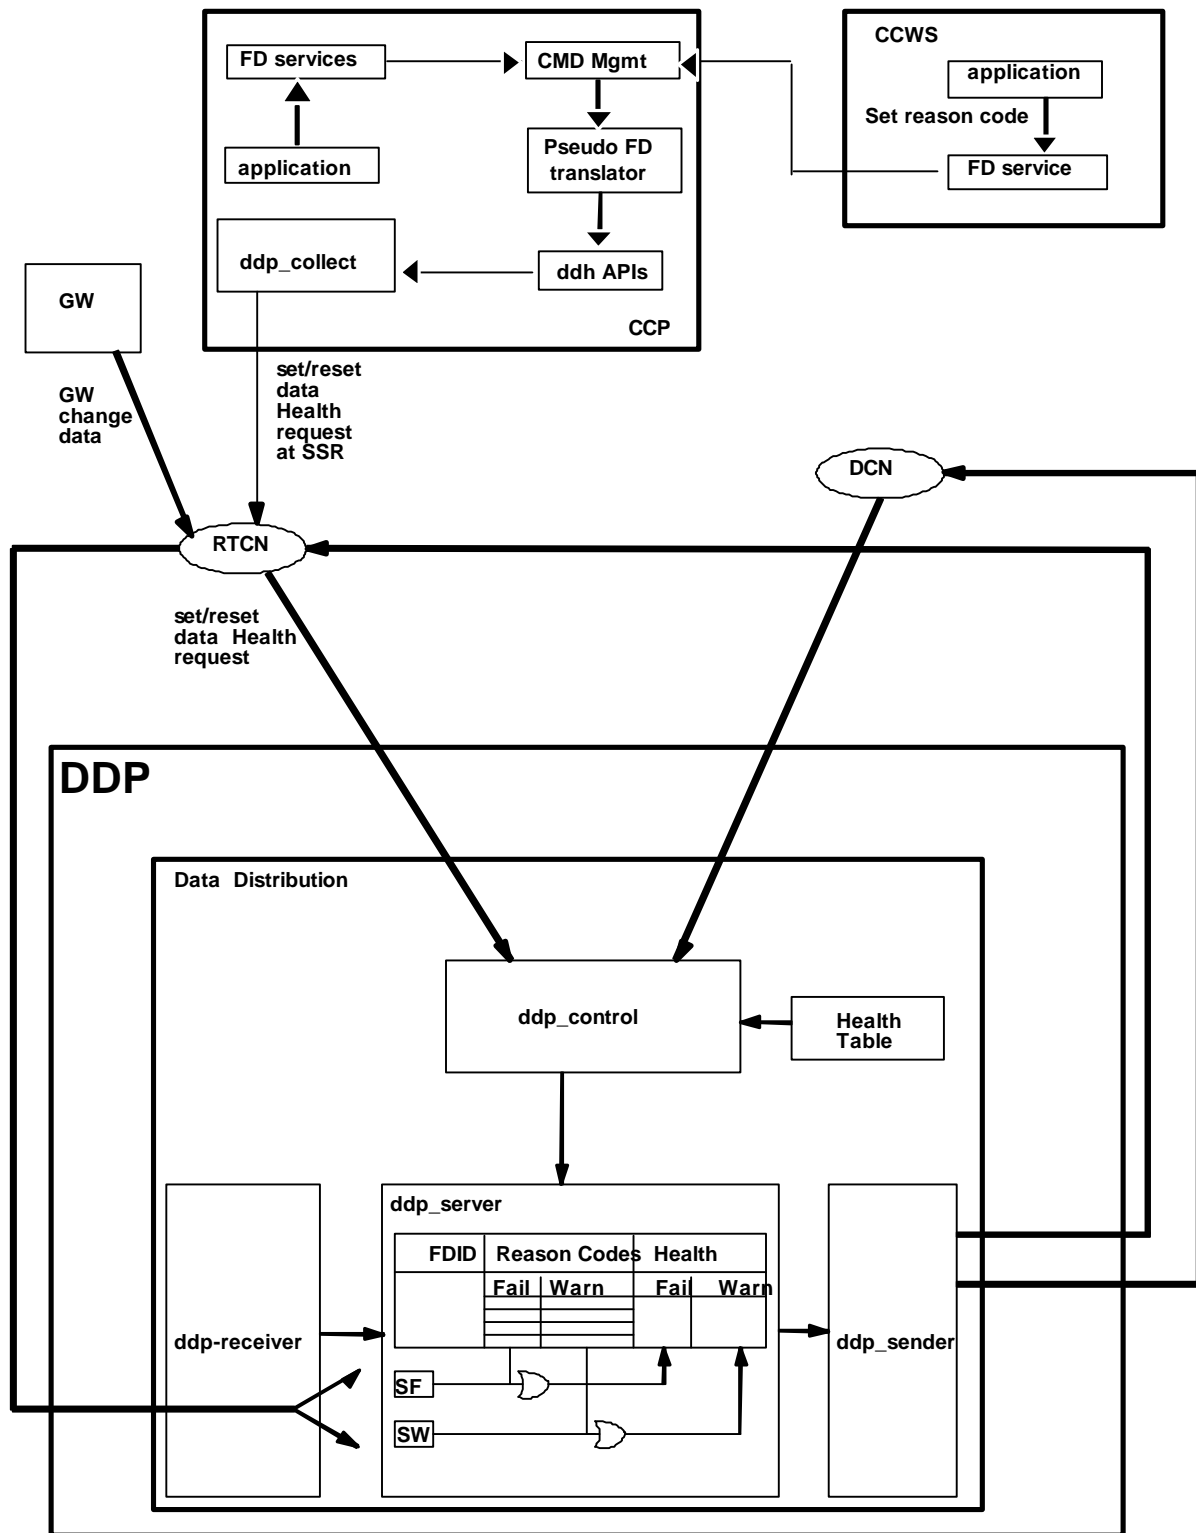 FD services
CMD Mgmt
application
Pseudo FD
translator
ddp_collect
ddh APIs
CCP
CCWS
application
Set reason code
FD service
GW
GW
change
data
set/reset
data
Health
request
at SSR
DCN
RTCN
set/reset
data Health
request
DDP
Data Distribution
ddp_control
Health
Table
ddp-receiver
ddp_server
FDID Reason Codes Health
Fail Warn Fail Warn
SF
SW
ddp_sender